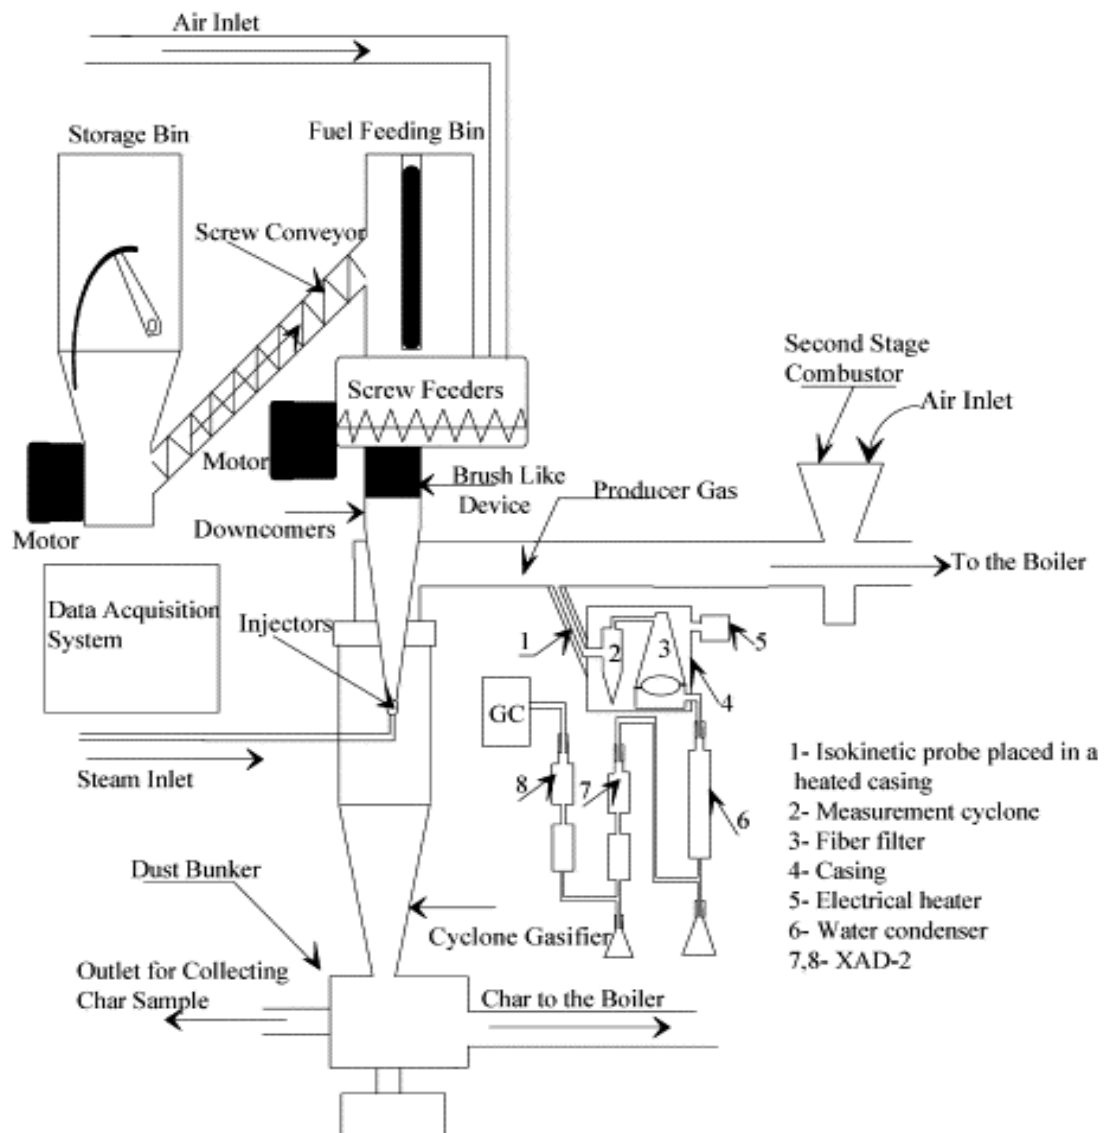 Air Inlet
Storage Bin
Fuel Feeding Bin
Screw Conveyor
Second Stage
Combustor
Air Inlet
Screw Feeders
Motor
Brush Like
Device
Producer Gas
Downcomers
Motor
To the Boiler
Data Acquisition
System
Injectors
1
2
3
5
4
GC
Steam Inlet
8
7
6
1- Isokinetic probe placed in a
heated casing
2- Measurement cyclone
3- Fiber filter
4- Casing
5- Electrical heater
6- Water condenser
7,8- XAD-2
Dust Bunker
Cyclone Gasifier
Outlet for Collecting
Char Sample
Char to the Boiler